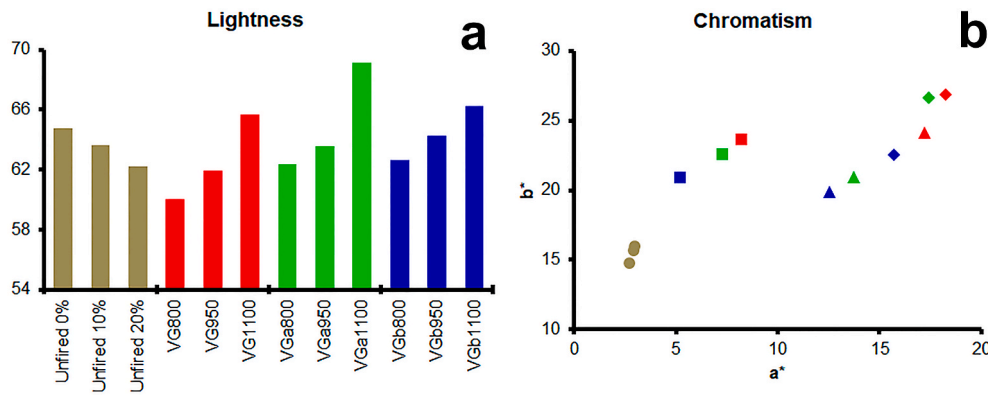 Lightness
a
70
66
62
58
54
Unfired 0%
Unfired 10%
Unfired 20%
VG800
VG950
VG1100
VGa800
VGa950
VGa1100
VGb800
VGb950
VGb1100
Chromatism
b
30
25
20
15
10
b*
0 5 10 15 20
a*